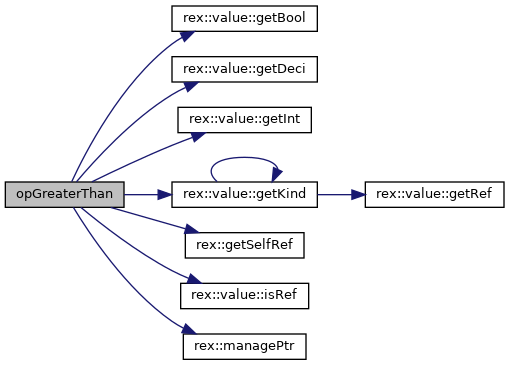 rex::value::getBool
rex::value::getDeci
rex::value::getInt
opGreaterThan
rex::value::getKind
rex::value::getRef
rex::getSelfRef
rex::value::isRef
rex::managePtr